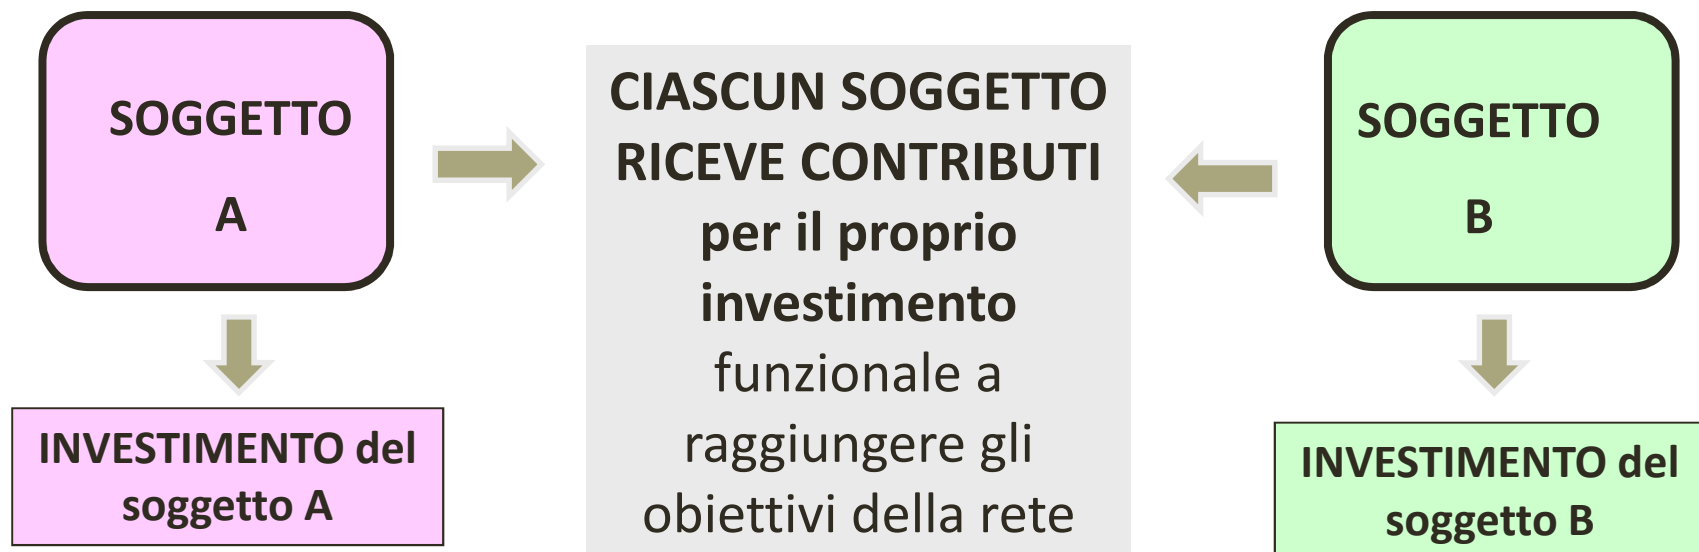 SOGGETTO
A
INVESTIMENTO del
soggetto A
CIASCUN SOGGETTO
RICEVE CONTRIBUTI
per il proprio
investimento
funzionale a
raggiungere gli
obiettivi della rete
SOGGETTO
B
INVESTIMENTO del
soggetto B